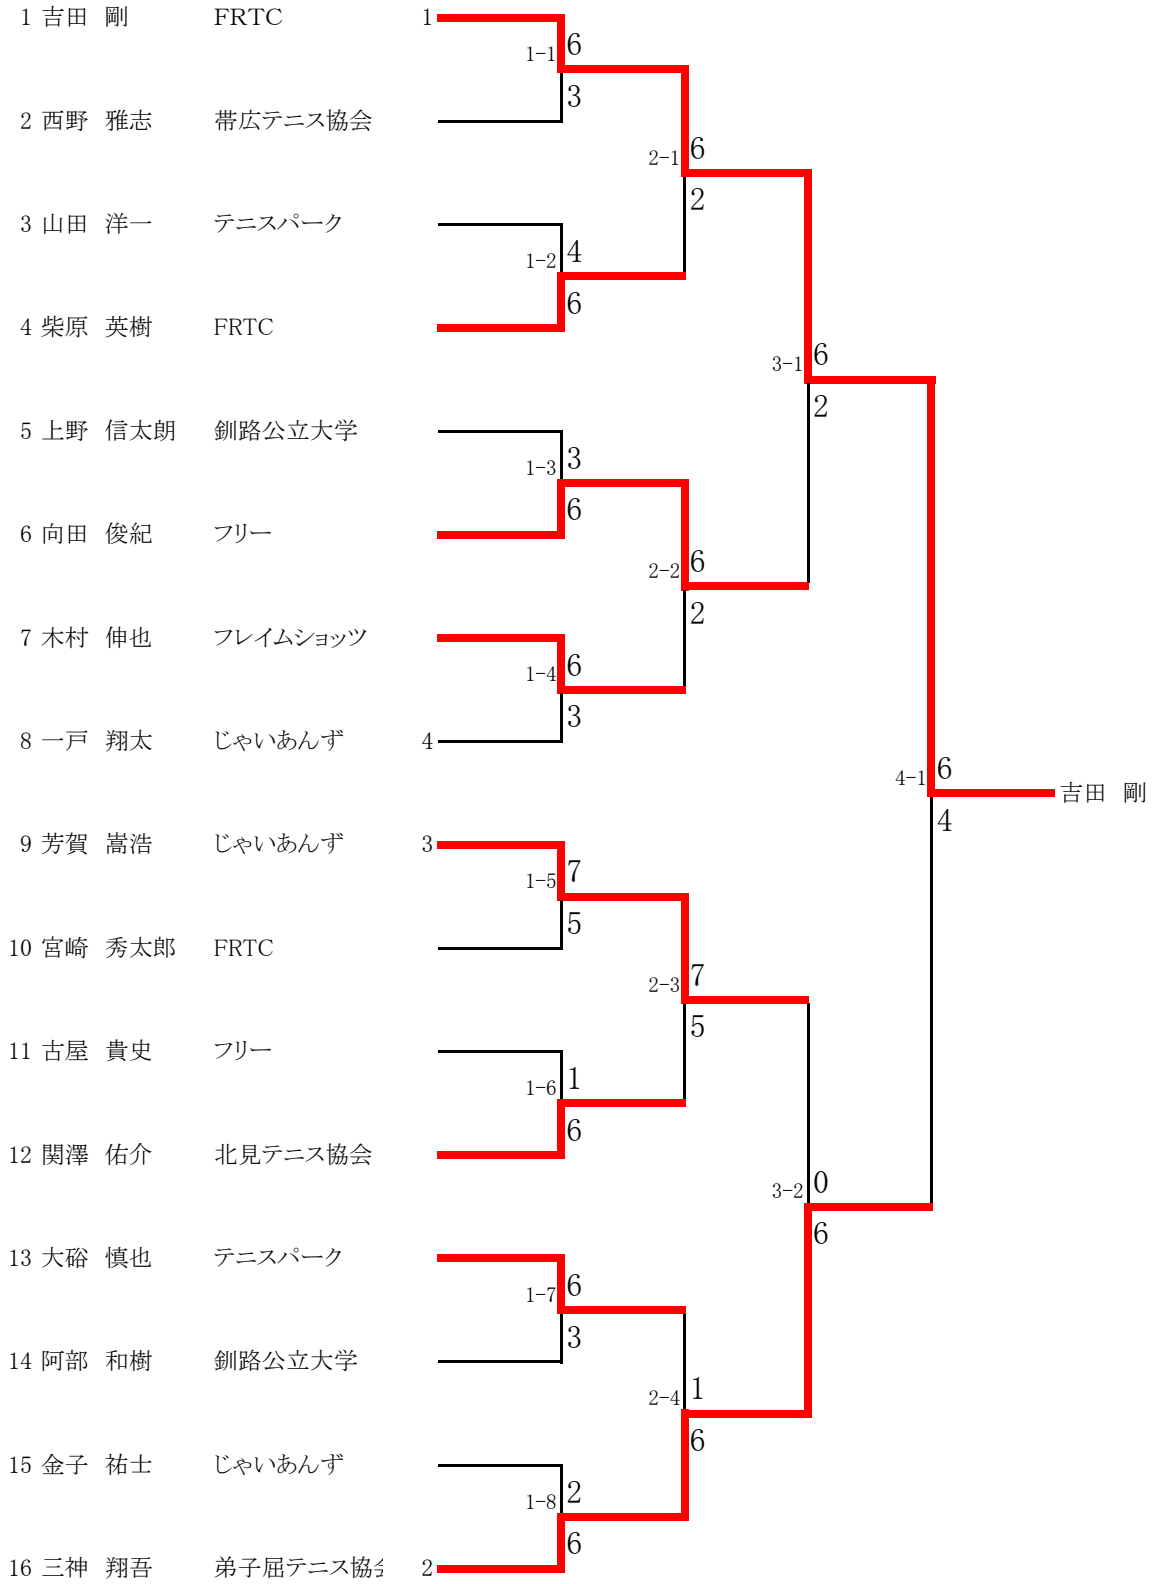 1 吉田 剛 FRTC 1
1-1 6
3
2 西野 雅志 帯広テニス協会
2-1 6
2
3 山田 洋一 テニスパーク
1-2 4
6
4 柴原 英樹 FRTC
3-1 6
2
5 上野 信太朗 釧路公立大学
1-3 3
6
6 向田 俊紀 フリー
2-2 6
2
7 木村 伸也 フレイムショッツ
1-4 6
3
8 一戸 翔太 じゃいあんず 4
4-1 6
吉田 剛
4
9 芳賀 嵩浩 じゃいあんず 3
1-5 7
5
10 宮崎 秀太郎 FRTC
2-3 7
5
11 古屋 貴史 フリー
1-6 1
6
12 関澤 佑介 北見テニス協会
3-2 0
6
13 大硲 慎也 テニスパーク
1-7 6
3
14 阿部 和樹 釧路公立大学
2-4 1
6
15 金子 祐士 じゃいあんず
1-8 2
6
16 三神 翔吾 弟子屈テニス協会 2